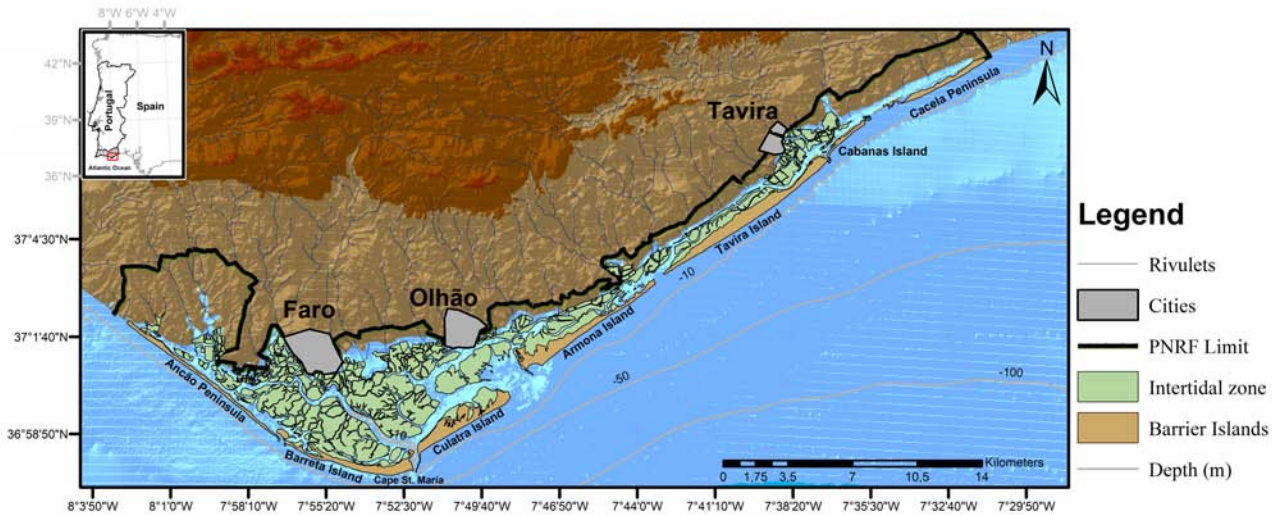 8°W 6°W 4°W
42°N
39°N
36°N
Portugal
Spain
Atlantic Ocean
N
Tavira
Cacela Peninsula
Cabanas Island
Tavira Island
-10
Faro
Olhão
Armona Island
-50
-100
Ancão Peninsula
Culatra Island
-10
Barreta Island
Cape St. Maria
Kilometers
0 1,75 3,5 7 10,5 14
37°4'30"N
37°1'40"N
36°58'50"N
8°3'50"W 8°1'0"W 7°58'10"W 7°55'20"W 7°52'30"W 7°49'40"W 7°46'50"W 7°44'0"W 7°41'10"W 7°38'20"W 7°35'30"W 7°32'40"W 7°29'50"W
Legend
Rivulets
Cities
PNRF Limit
Intertidal zone
Barrier Islands
Depth (m)